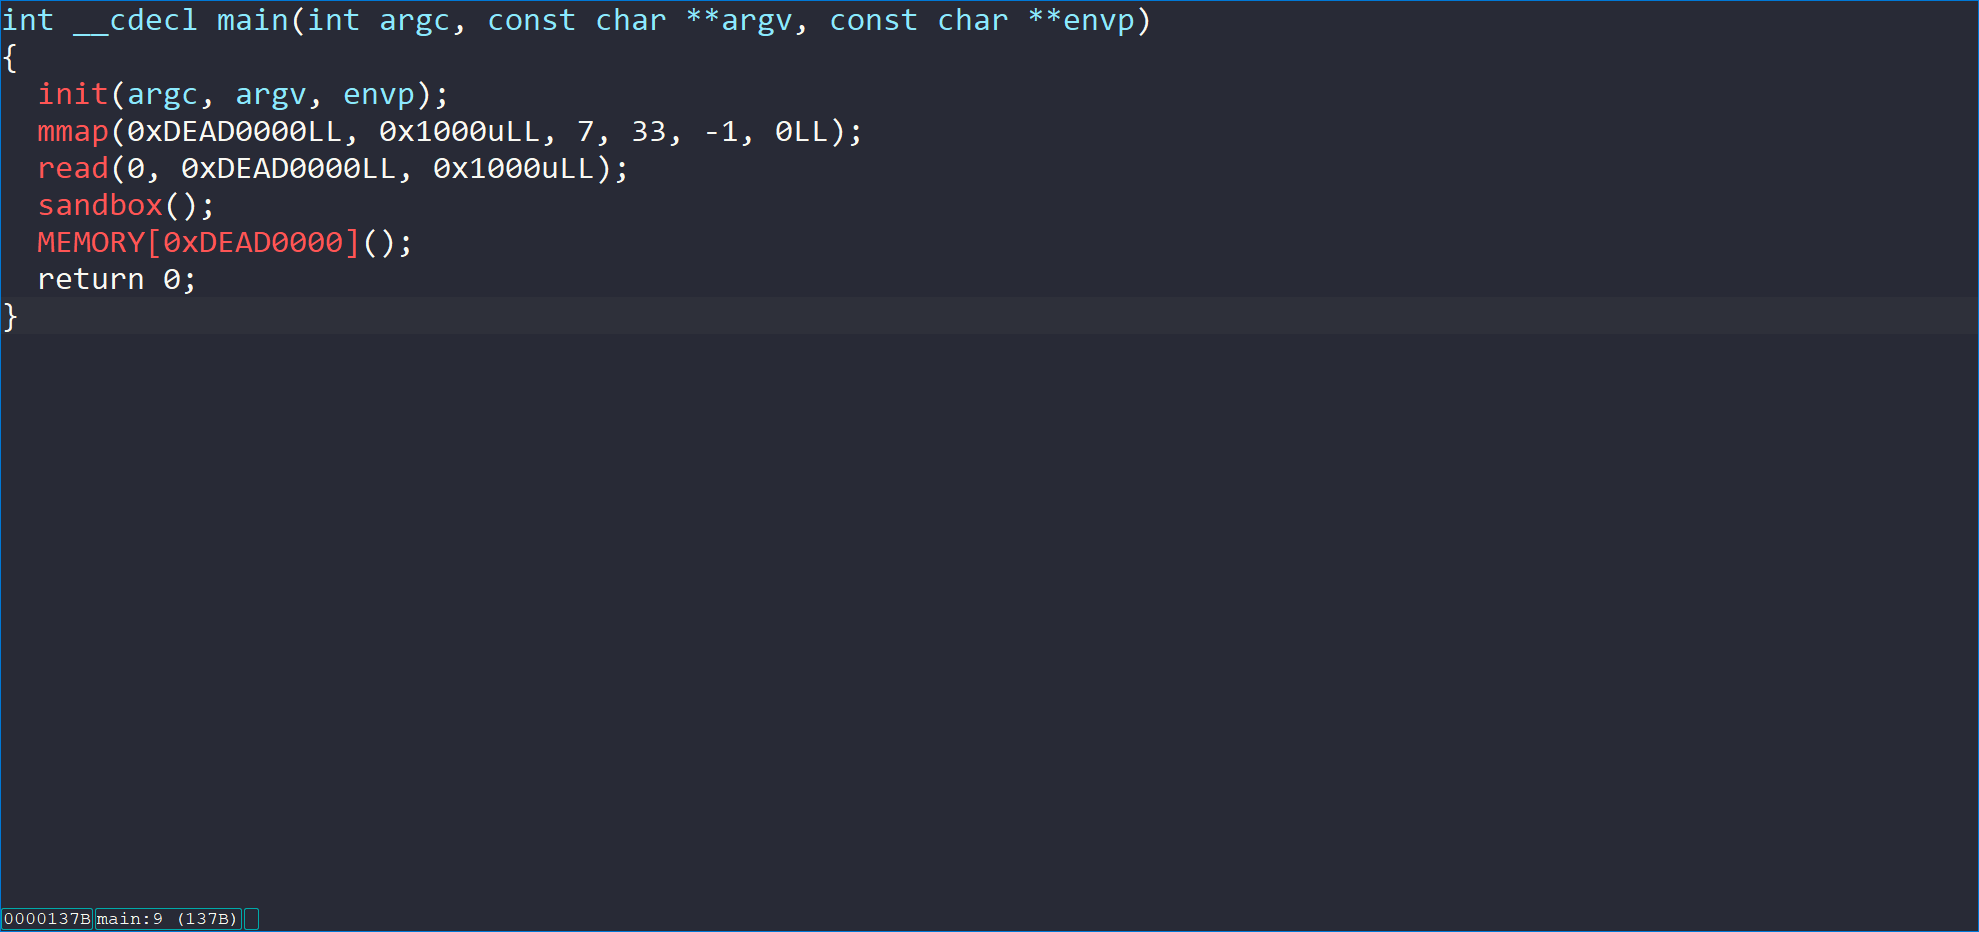 int __cdecl main(int argc, const char **argv, const char **envp)
{
  init(argc, argv, envp);
  mmap(0xDEAD0000LL, 0x1000uLL, 7, 33, -1, 0LL);
  read(0, 0xDEAD0000LL, 0x1000uLL);
  sandbox();
  MEMORY[0xDEAD0000]();
  return 0;
}
0000137B main:9 (137B)